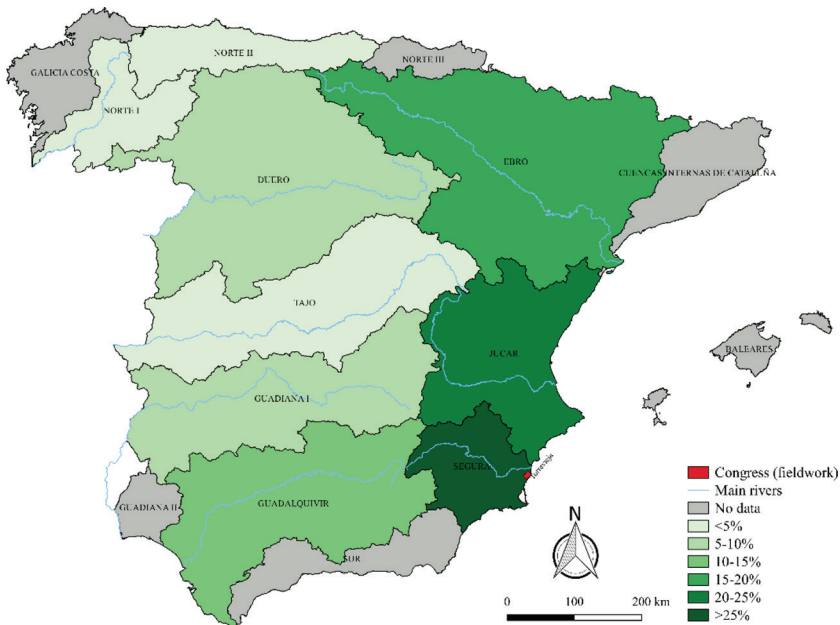 NORTE II
NORTE III
GALICIA COSTA
NORTE I
EBRO
CUENCAS INTERNAS DE CATALUÑA
DUERO
TAJO
JUCAR
BALEARES
GUADIANA I
SEGURA
Torrevieja
GUADALQUIVIR
GUADIANA II
SUR
Congress (fieldwork)
Main rivers
No data
<5%
5-10%
10-15%
15-20%
20-25%
>25%
N
0 100 200 km